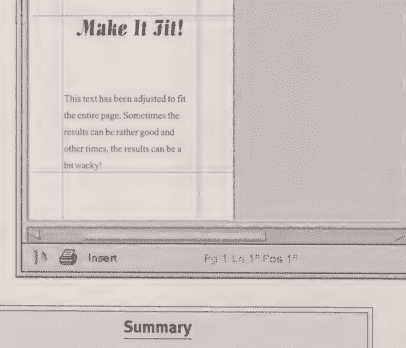 Make It Fit!
This text has been adjusted to fit
the entire page. Sometimes the
results can be rather good and
other times, the results can be a
bit wacky!
Insert Pg 1 Ln 1" Pos 1"
Summary